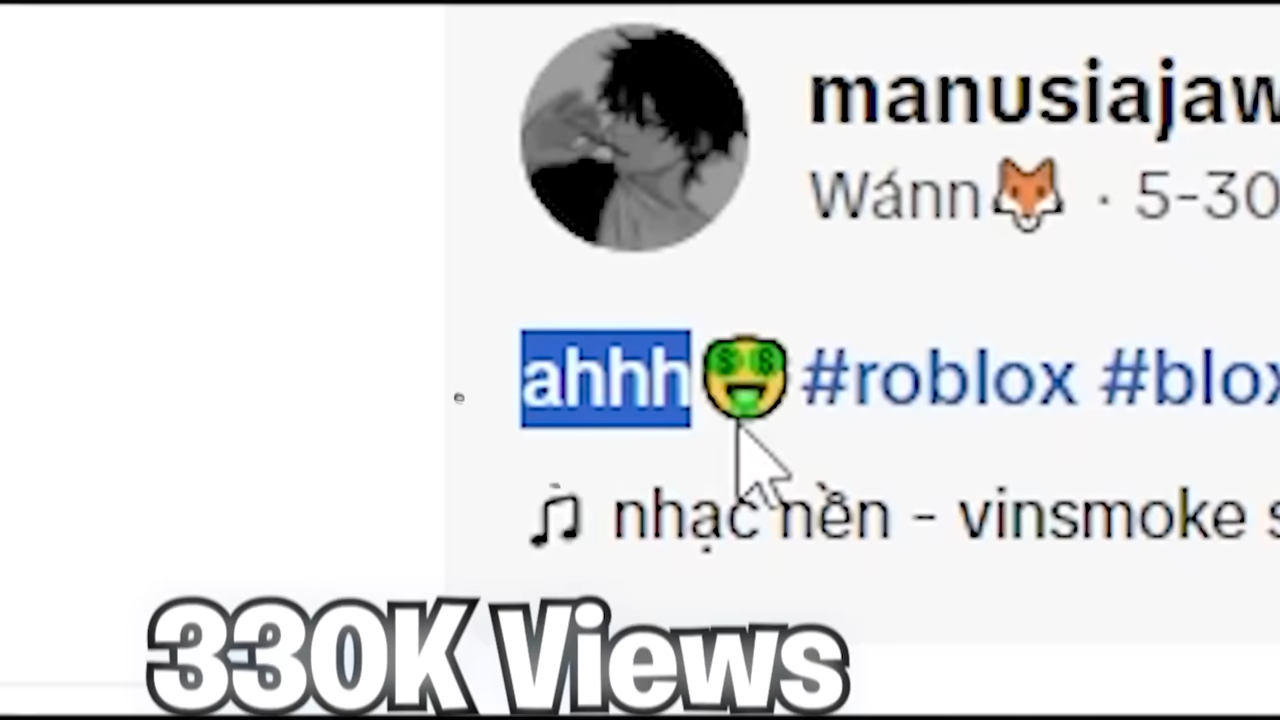 manusiajaw
Wánn🦊 · 5-30
ahhh🤑 #roblox #blox
♫ nhạc nền - vinsmoke s
330K Views